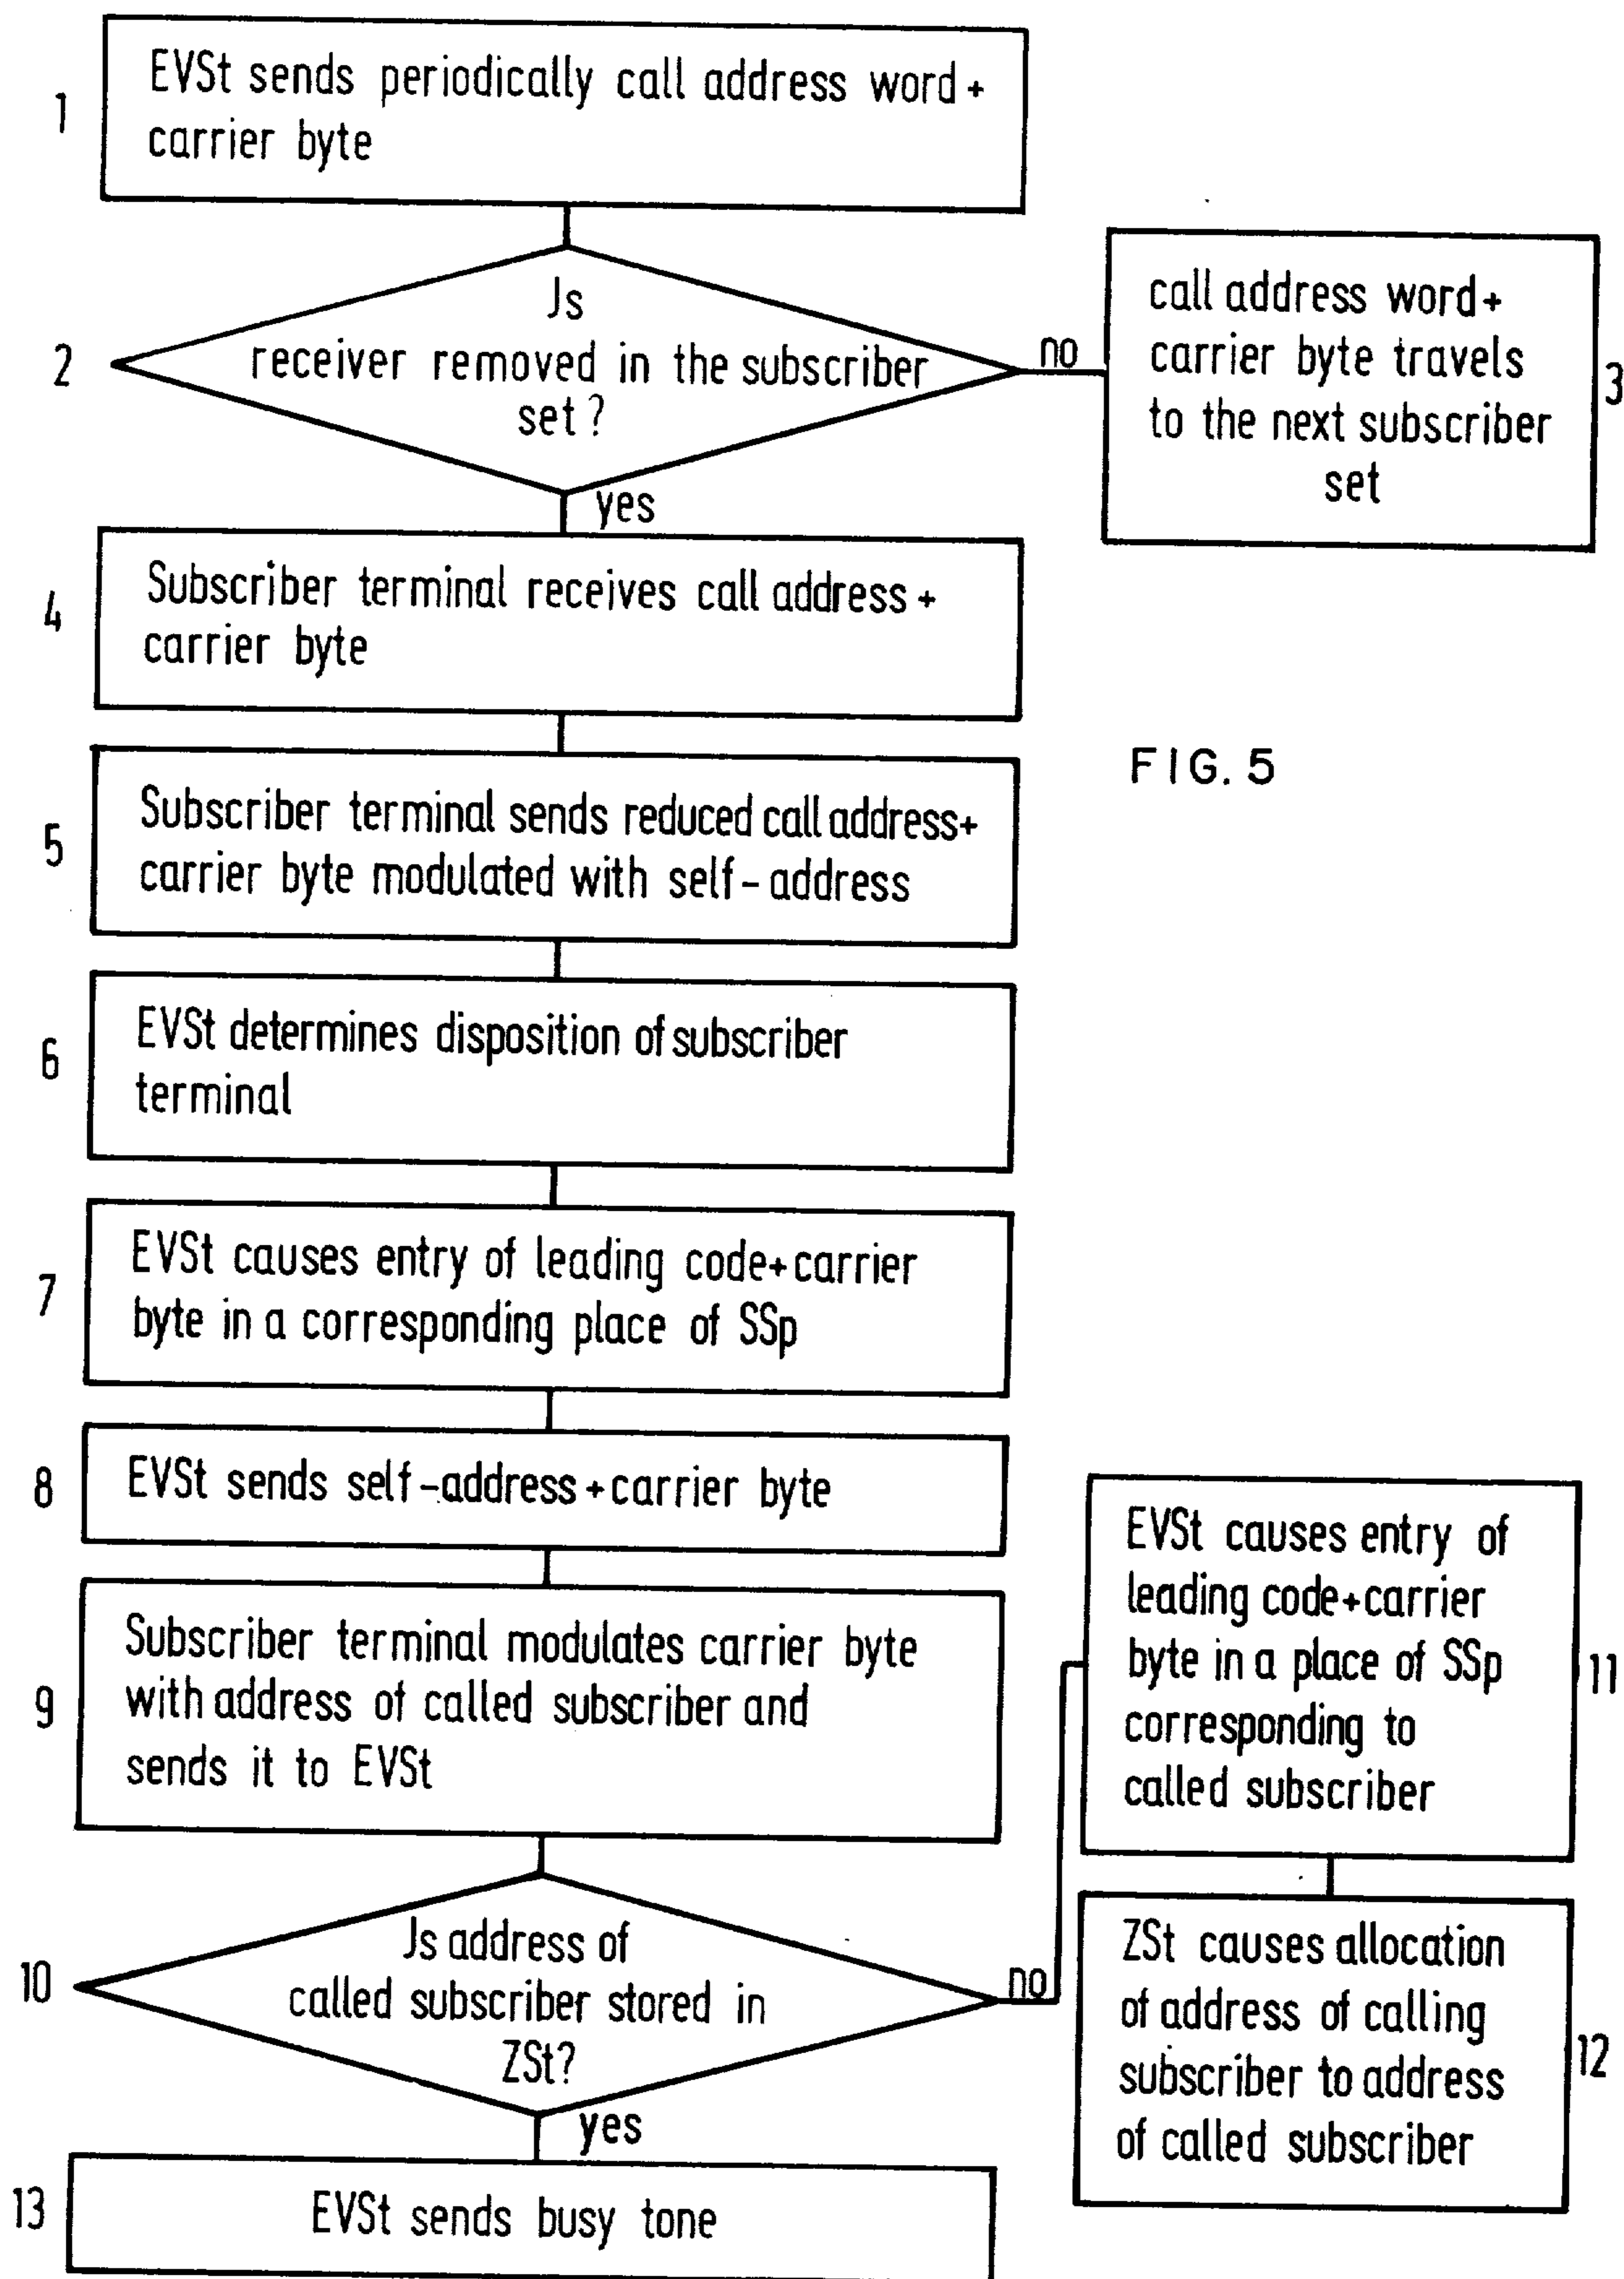 1
EVSt sends periodically call address word +
carrier byte
2
Js
receiver removed in the subscriber
set ?
no
call address word +
carrier byte travels
to the next subscriber
set
3
yes
4
Subscriber terminal receives call address +
carrier byte
5
Subscriber terminal sends reduced call address+
carrier byte modulated with self-address
FIG. 5
6
EVSt determines disposition of subscriber
terminal
7
EVSt causes entry of leading code+carrier
byte in a corresponding place of SSp
8
EVSt sends self-address+carrier byte
9
Subscriber terminal modulates carrier byte
with address of called subscriber and
sends it to EVSt
10
Js address of
called subscriber stored in
ZSt?
no
EVSt causes entry of
leading code+carrier
byte in a place of SSp
corresponding to
called subscriber
11
ZSt causes allocation
of address of calling
subscriber to address
of called subscriber
12
yes
13
EVSt sends busy tone